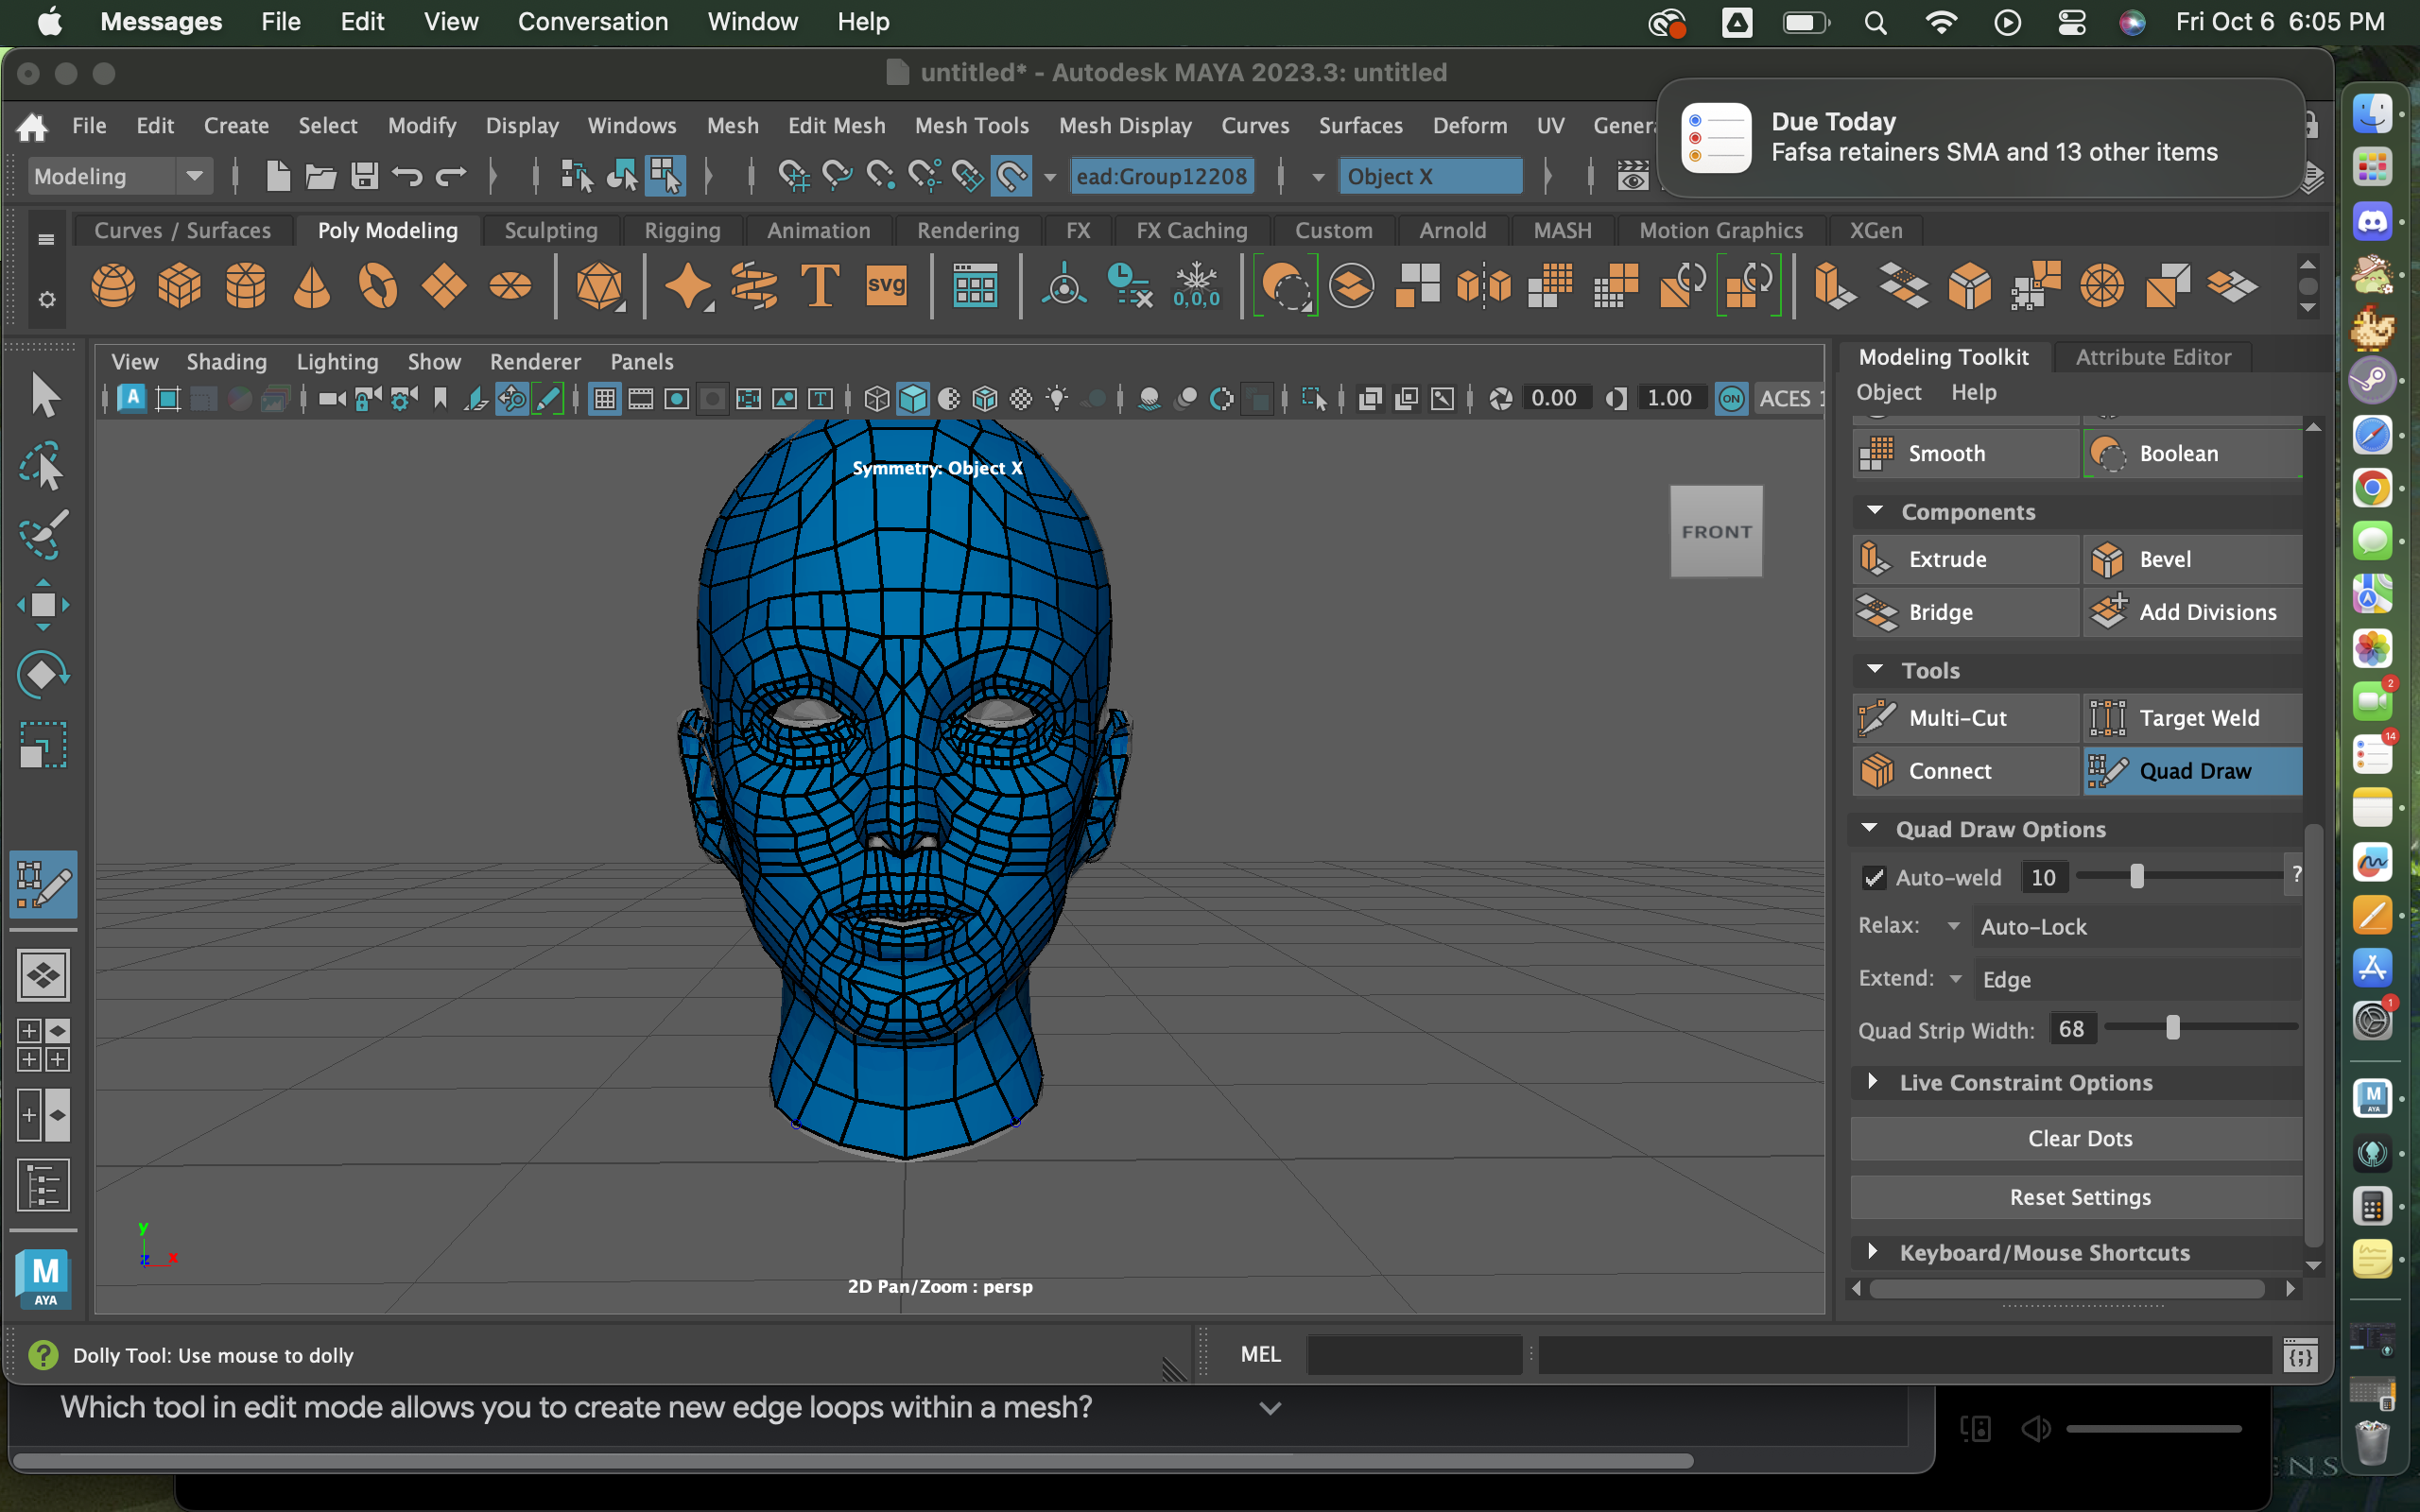 Messages File Edit View Conversation Window Help Fri Oct 6 6:05 PM
untitled* - Autodesk MAYA 2023.3: untitled
Due Today
Fafsa retainers SMA and 13 other items
File Edit Create Select Modify Display Windows Mesh Edit Mesh Mesh Tools Mesh Display Curves Surfaces Deform UV Genera
Modeling ead:Group12208 Object X
Curves / Surfaces Poly Modeling Sculpting Rigging Animation Rendering FX FX Caching Custom Arnold MASH Motion Graphics XGen
T svg 0,0,0
View Shading Lighting Show Renderer Panels
A T 0.00 1.00 ON ACES 1
Symmetry: Object X
FRONT
y
z x
2D Pan/Zoom : persp
Modeling Toolkit Attribute Editor
Object Help
Smooth Boolean
Components
Extrude Bevel
Bridge Add Divisions
Tools
Multi-Cut Target Weld
Connect Quad Draw
Quad Draw Options
Auto-weld 10 ?
Relax: Auto-Lock
Extend: Edge
Quad Strip Width: 68
Live Constraint Options
Clear Dots
Reset Settings
Keyboard/Mouse Shortcuts
M
AYA
? Dolly Tool: Use mouse to dolly MEL
Which tool in edit mode allows you to create new edge loops within a mesh?
2
14
1
M
AYA
ENS